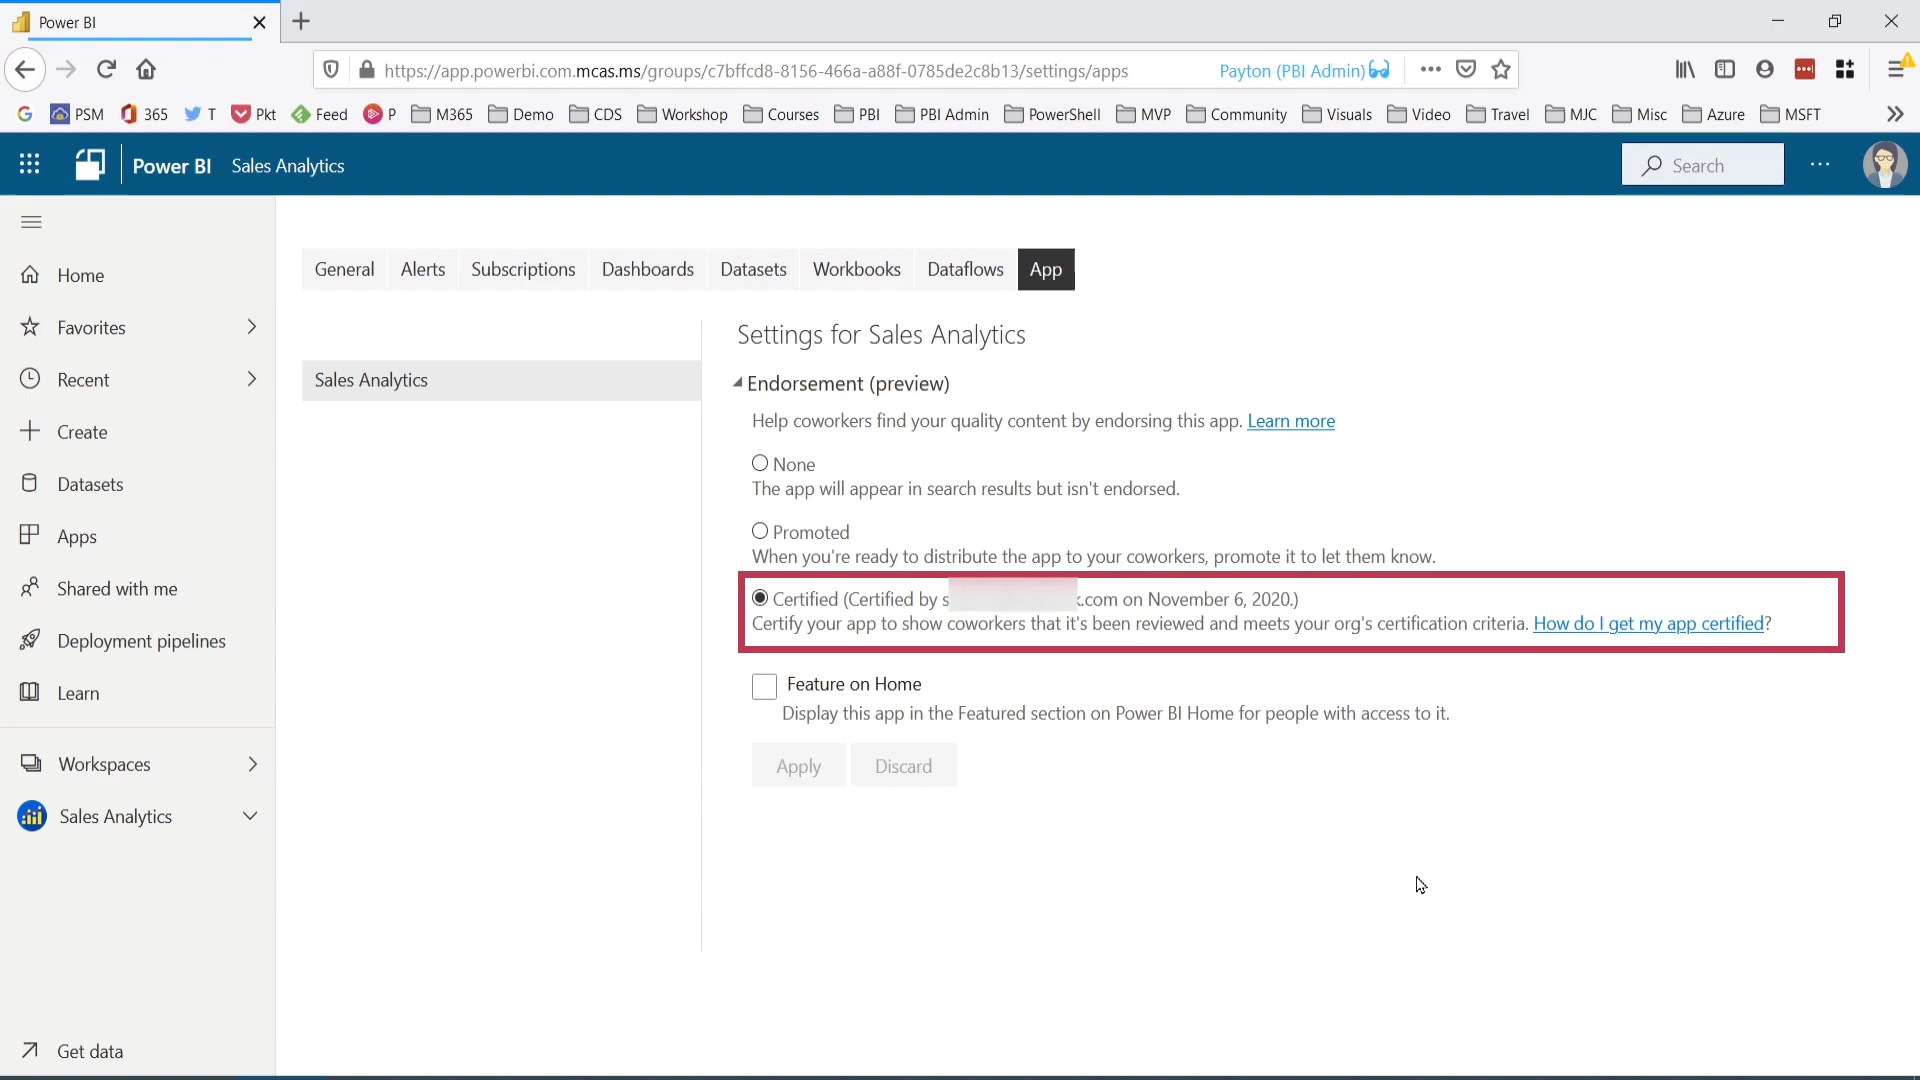 Power BI
https://app.powerbi.com.mcas.ms/groups/c7bffcd8-8156-466a-a88f-0785de2c8b13/settings/apps
Payton (PBI Admin)
G PSM 365 T Pkt Feed P M365 Demo CDS Workshop Courses PBI PBI Admin PowerShell MVP Community Visuals Video Travel MJC Misc Azure MSFT
Power BI Sales Analytics
Search
Home
Favorites
Recent
Create
Datasets
Apps
Shared with me
Deployment pipelines
Learn
Workspaces
Sales Analytics
Get data
General Alerts Subscriptions Dashboards Datasets Workbooks Dataflows App
Sales Analytics
Settings for Sales Analytics
Endorsement (preview)
Help coworkers find your quality content by endorsing this app. Learn more
None
The app will appear in search results but isn't endorsed.
Promoted
When you're ready to distribute the app to your coworkers, promote it to let them know.
Certified (Certified by s .com on November 6, 2020.)
Certify your app to show coworkers that it's been reviewed and meets your org's certification criteria. How do I get my app certified?
Feature on Home
Display this app in the Featured section on Power BI Home for people with access to it.
Apply Discard